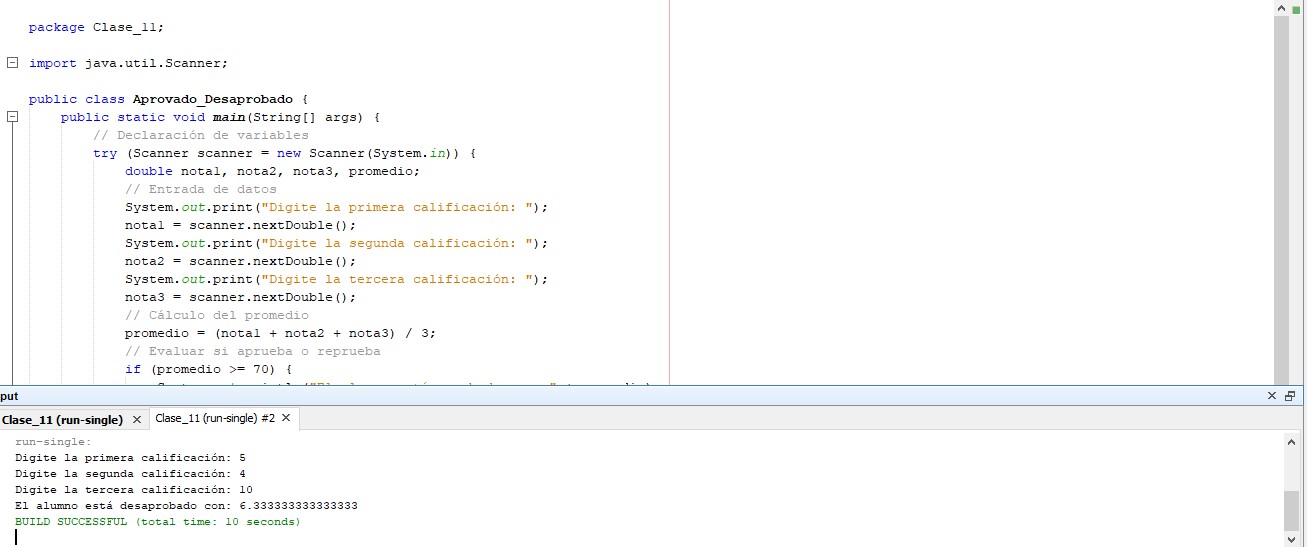 package Clase_11;
import java.util.Scanner;
public class Aprovado_Desaprobado {
public static void main(String[] args) {
// Declaración de variables
try (Scanner scanner = new Scanner(System.in)) {
double nota1, nota2, nota3, promedio;
// Entrada de datos
System.out.print("Digite la primera calificación: ");
nota1 = scanner.nextDouble();
System.out.print("Digite la segunda calificación: ");
nota2 = scanner.nextDouble();
System.out.print("Digite la tercera calificación: ");
nota3 = scanner.nextDouble();
// Cálculo del promedio
promedio = (nota1 + nota2 + nota3) / 3;
// Evaluar si aprueba o reprueba
if (promedio >= 70) {
put
Clase_11 (run-single) Clase_11 (run-single) #2
run-single:
Digite la primera calificación: 5
Digite la segunda calificación: 4
Digite la tercera calificación: 10
El alumno está desaprobado con: 6.333333333333333
BUILD SUCCESSFUL (total time: 10 seconds)